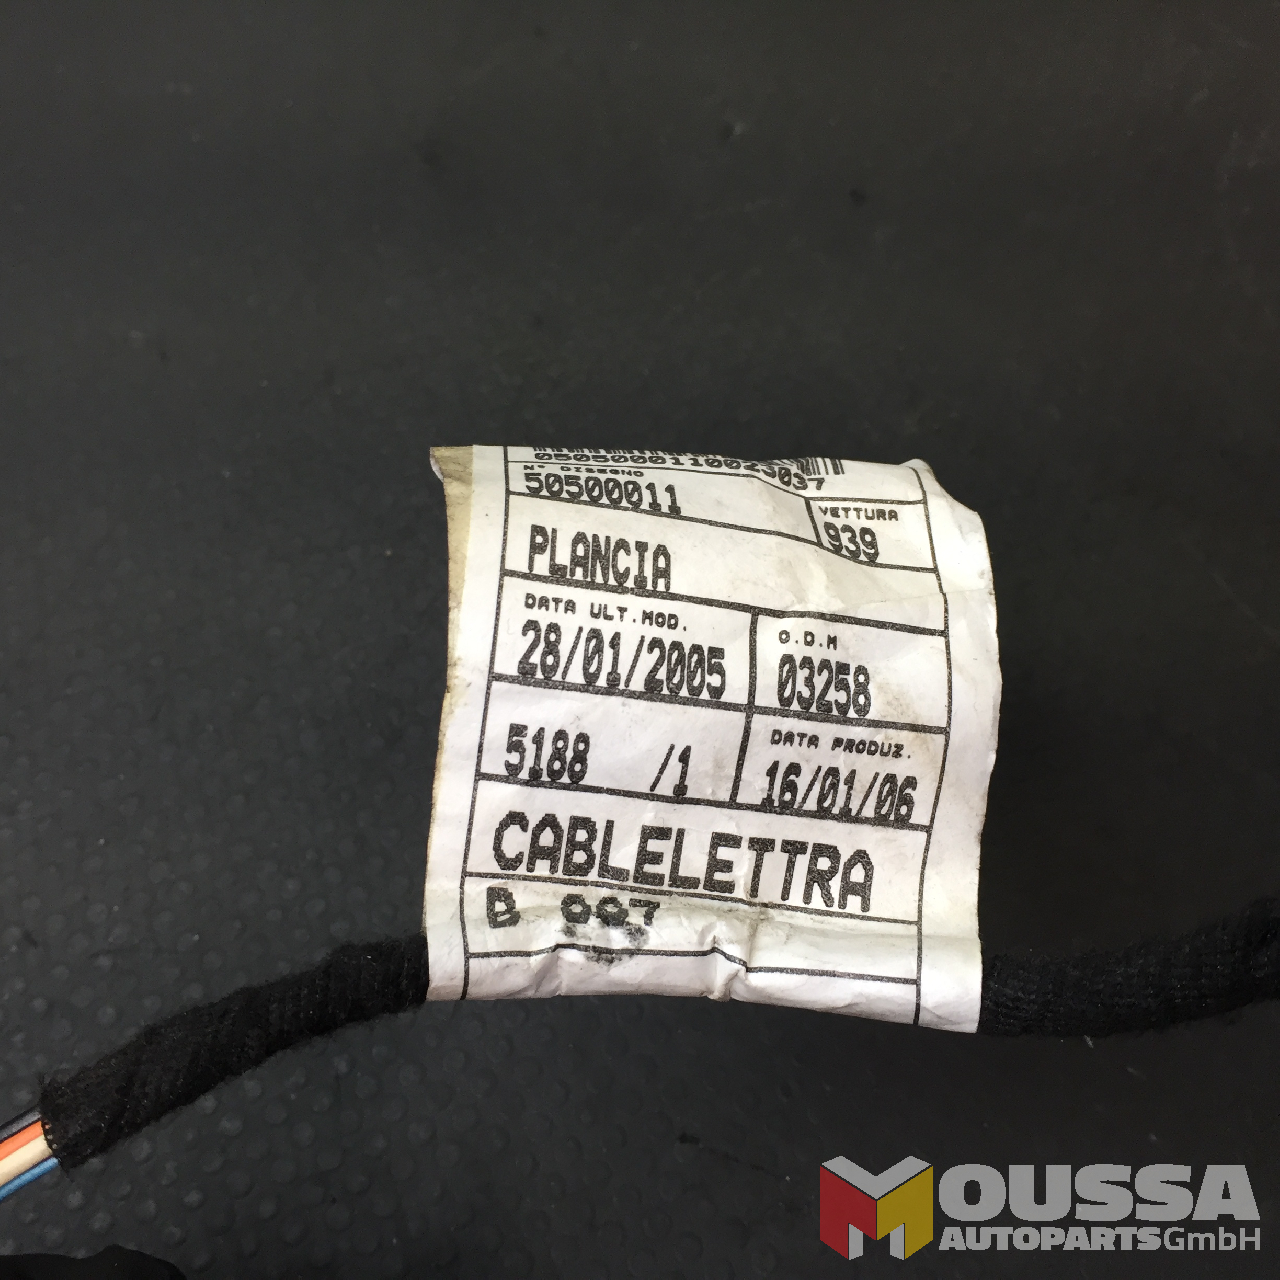 0505000110023037
N° DISEGNO
50500011
VETTURA
939
PLANCIA
DATA ULT.MOD.
28/01/2005
O.D.M
03258
5188 /1
DATA PRODUZ.
16/01/06
CABLELETTRA
B 007
MOUSSA
AUTOPARTSGmbH